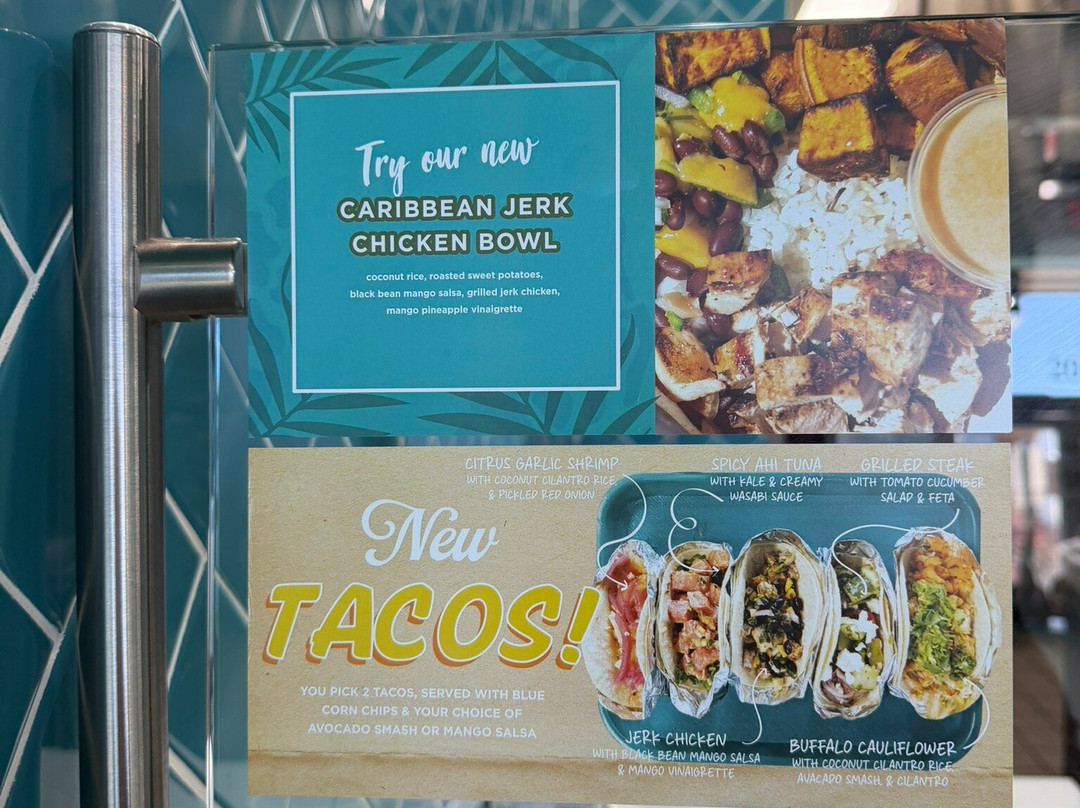 Try our new
CARIBBEAN JERK
CHICKEN BOWL
coconut rice, roasted sweet potatoes,
black bean mango salsa, grilled jerk chicken,
mango pineapple vinaigrette
CITRUS GARLIC SHRIMP
WITH COCONUT CILANTRO RICE
& PICKLED RED ONION
SPICY AHI TUNA
WITH KALE & CREAMY
WASABI SAUCE
GRILLED STEAK
WITH TOMATO CUCUMBER
SALAD & FETA
New
TACOS!
YOU PICK 2 TACOS, SERVED WITH BLUE
CORN CHIPS & YOUR CHOICE OF
AVOCADO SMASH OR MANGO SALSA
JERK CHICKEN
WITH BLACK BEAN MANGO SALSA
& MANGO VINAIGRETTE
BUFFALO CAULIFLOWER
WITH COCONUT CILANTRO RICE,
AVACADO SMASH, & CILANTRO